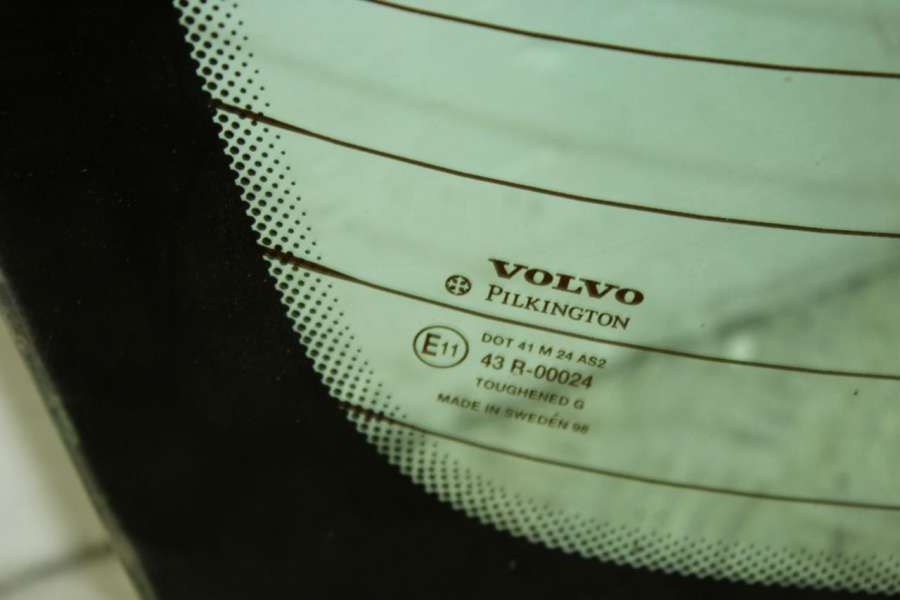 VOLVO
PILKINGTON
E11
DOT 41 M 24 AS2
43 R-00024
TOUGHENED G
MADE IN SWEDEN 98